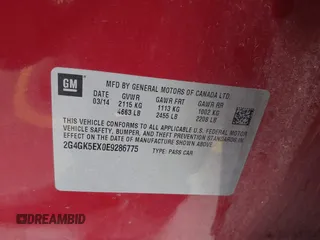 GM
MFD BY GENERAL MOTORS OF CANADA LTD.
DATE GVWR GAWR FRT GAWR RR
03/14 2115 KG 1113 KG 1002 KG
4663 LB 2455 LB 2209 LB
THIS VEHICLE CONFORMS TO ALL APPLICABLE U.S. FEDERAL MOTOR
VEHICLE SAFETY, BUMPER, AND THEFT PREVENTION STANDARDS IN
EFFECT ON THE DATE OF MANUFACTURE SHOWN ABOVE.
2G4GK5EX0E9286775 TYPE: PASS CAR
DREAMBID